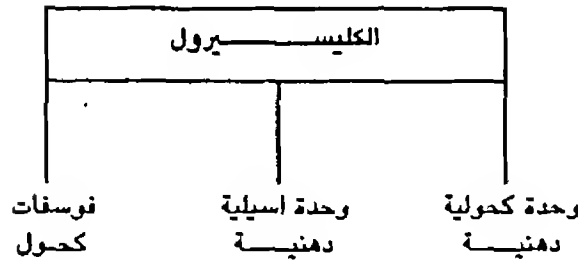 الكليسيرول
وحدة كحولية
دهنية
وحدة اسيلية
دهنية
فوسفات
كحول